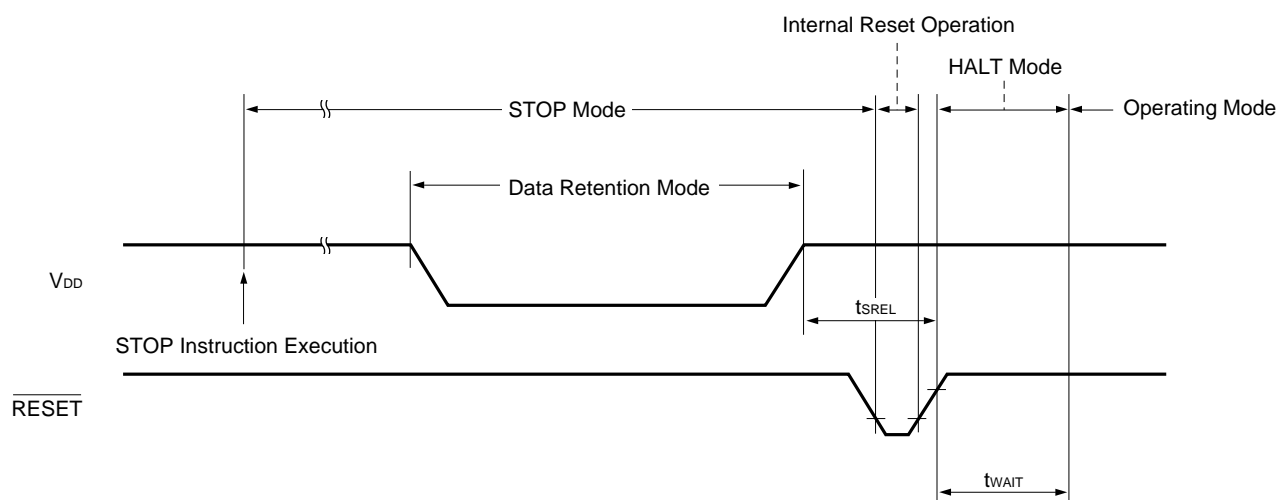 Internal Reset Operation
HALT Mode
STOP Mode
Operating Mode
Data Retention Mode
VDD
tSREL
STOP Instruction Execution
RESET
tWAIT